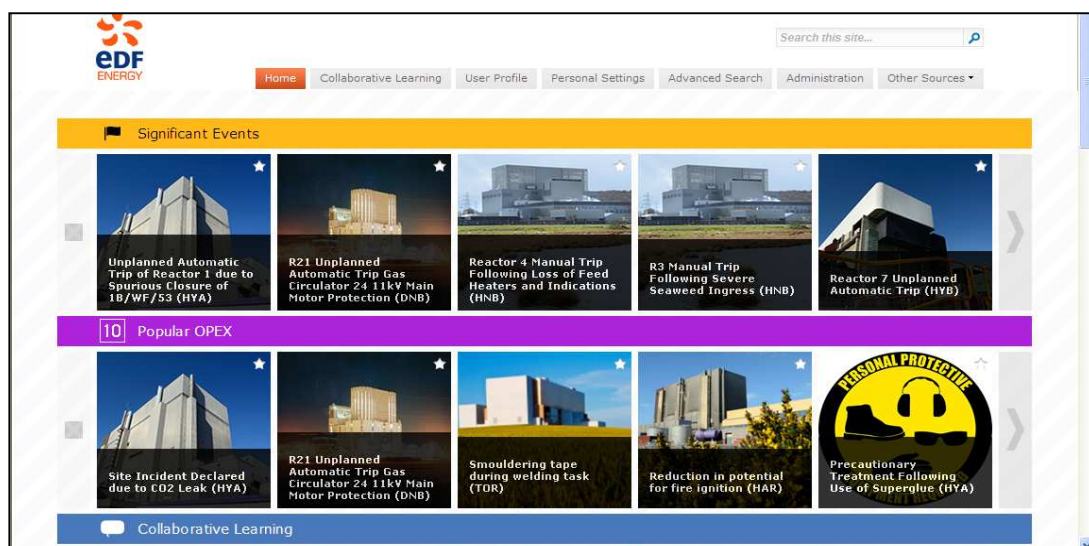 eDF
ENERGY
Search this site...
Home
Collaborative Learning
User Profile
Personal Settings
Advanced Search
Administration
Other Sources
Significant Events
Unplanned Automatic
Trip of Reactor 1 due to
Spurious Closure of
1B/WF/53 (HYA)
R21 Unplanned
Automatic Trip Gas
Circulator 24 11kV Main
Motor Protection (DNB)
Reactor 4 Manual Trip
Following Loss of Feed
Heaters and Indications
(HNB)
R3 Manual Trip
Following Severe
Seaweed Ingress (HNB)
Reactor 7 Unplanned
Automatic Trip (HYB)
10 Popular OPEX
Site Incident Declared
due to CO2 Leak (HYA)
R21 Unplanned
Automatic Trip Gas
Circulator 24 11kV Main
Motor Protection (DNB)
Smouldering tape
during welding task
(TOR)
Reduction in potential
for fire ignition (HAR)
PERSONAL PROTECTIVE
Precautionary
Treatment Following
Use of Superglue (HYA)
Collaborative Learning